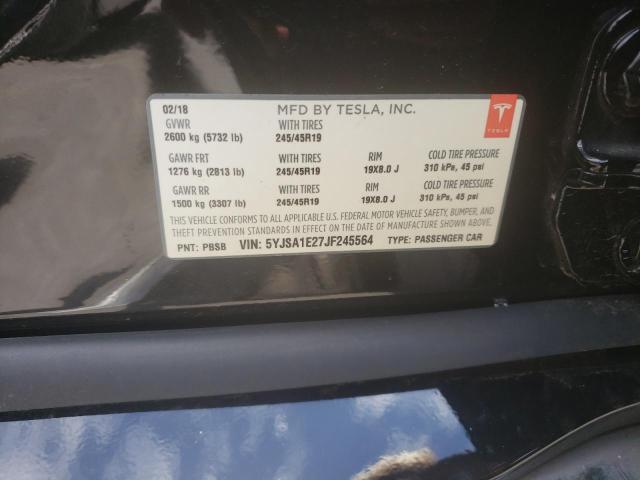 02/18 MFD BY TESLA, INC.
GVWR WITH TIRES
2600 kg (5732 lb) 245/45R19
GAWR FRT WITH TIRES RIM COLD TIRE PRESSURE
1276 kg (2813 lb) 245/45R19 19X8.0 J 310 kPa, 45 psi
GAWR RR WITH TIRES RIM COLD TIRE PRESSURE
1500 kg (3307 lb) 245/45R19 19X8.0 J 310 kPa, 45 psi
THIS VEHICLE CONFORMS TO ALL APPLICABLE U.S. FEDERAL MOTOR VEHICLE SAFETY, BUMPER, AND
THEFT PREVENTION STANDARDS IN EFFECT ON THE DATE OF MANUFACTURE SHOWN ABOVE.
PNT: PBSB VIN: 5YJSA1E27JF245564 TYPE: PASSENGER CAR
TESLA